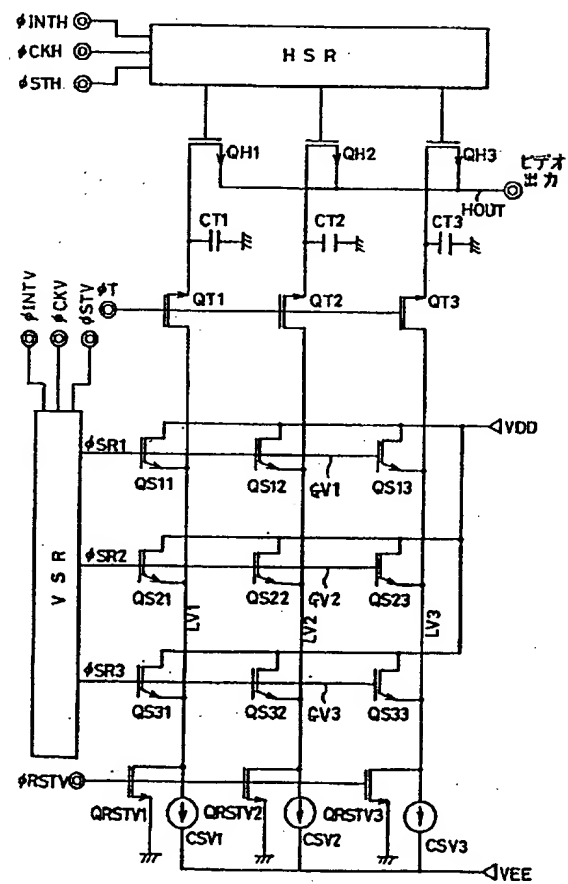 φINTH
φCKH
φSTH
HSR
QH1
QH2
QH3
ビデオ
出力
HOUT
CT1
CT2
CT3
φINTV
φCKV
φSTV
φT
QT1
QT2
QT3
VDD
φSR1
QS11
QS12
GV1
QS13
φSR2
QS21
QS22
GV2
QS23
VSR
LV1
LV2
LV3
φSR3
QS31
QS32
GV3
QS33
φRSTV
QRSTV1
QRSTV2
QRSTV3
CSV1
CSV2
CSV3
VEE